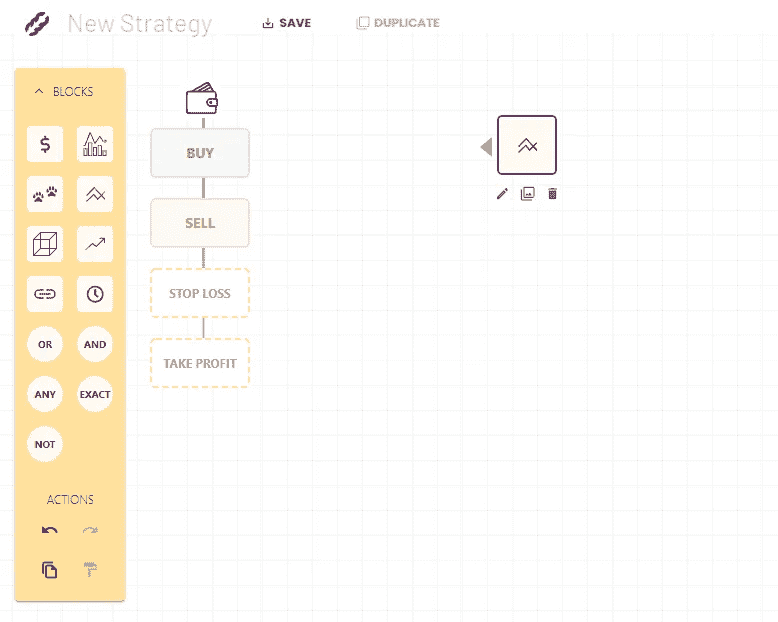 New Strategy
SAVE
DUPLICATE
BLOCKS
$
OR
AND
ANY
EXACT
NOT
ACTIONS
BUY
SELL
STOP LOSS
TAKE PROFIT